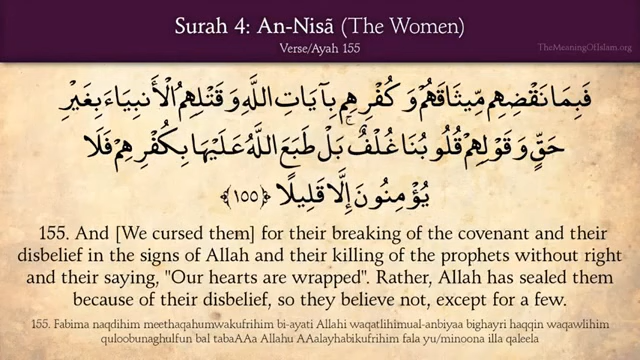 Surah 4: An-Nisã (The Women)
Verse/Ayah 155
TheMeaningOfIslam.org
فَبِمَا نَقْضِهِم مِّيثَاقَهُمْ وَكُفْرِهِم بِآيَاتِ اللَّهِ وَقَتْلِهِمُ الْأَنبِيَاءَ بِغَيْرِ
حَقٍّ وَقَوْلِهِمْ قُلُوبُنَا غُلْفٌ ۚ بَلْ طَبَعَ اللَّهُ عَلَيْهَا بِكُفْرِهِمْ فَلَا
يُؤْمِنُونَ إِلَّا قَلِيلًا ﴿١٥٥﴾
155. And [We cursed them] for their breaking of the covenant and their
disbelief in the signs of Allah and their killing of the prophets without right
and their saying, "Our hearts are wrapped". Rather, Allah has sealed them
because of their disbelief, so they believe not, except for a few.
155. Fabima naqdihim meethaqahumwakufrihim bi-ayati Allahi waqatlihimual-anbiyaa bighayri haqqin waqawlihim
quloobunaghulfun bal tabaAAa Allahu AAalayhabikufrihim fala yu/minoona illa qaleela